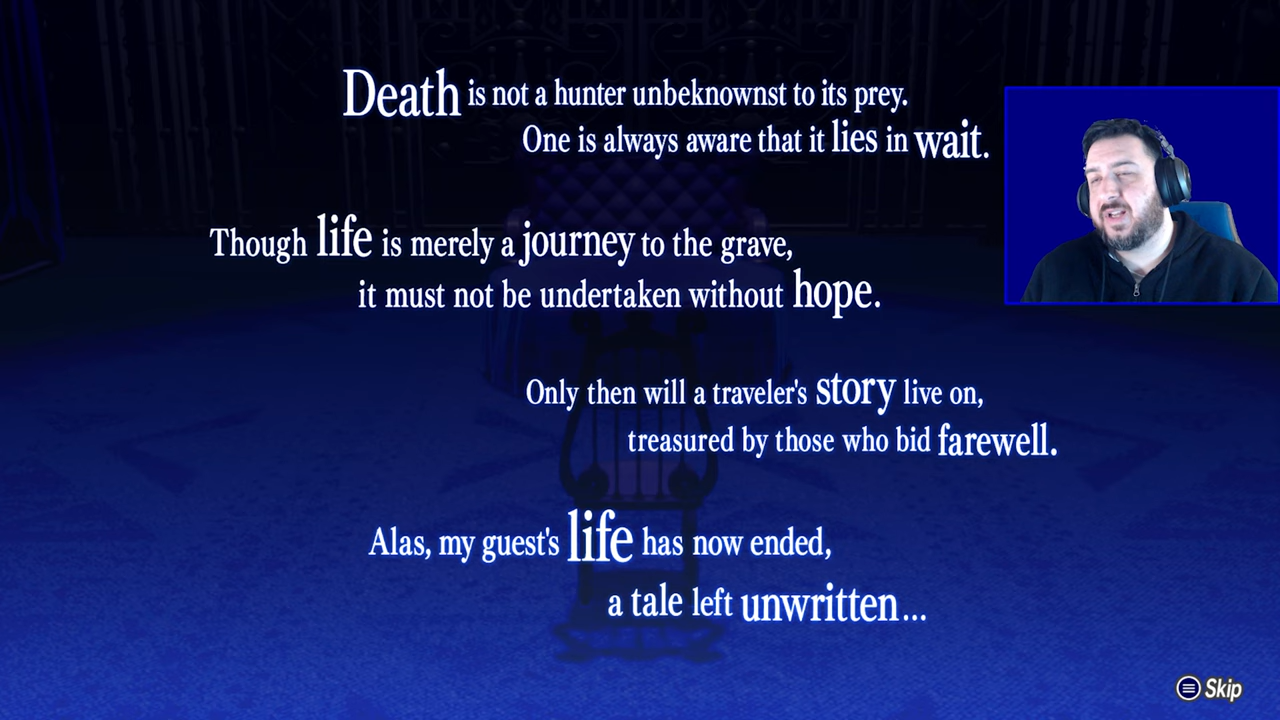 Death is not a hunter unbeknownst to its prey.
One is always aware that it lies in wait.
Though life is merely a journey to the grave,
it must not be undertaken without hope.
Only then will a traveler's story live on,
treasured by those who bid farewell.
Alas, my guest's life has now ended,
a tale left unwritten...
Skip